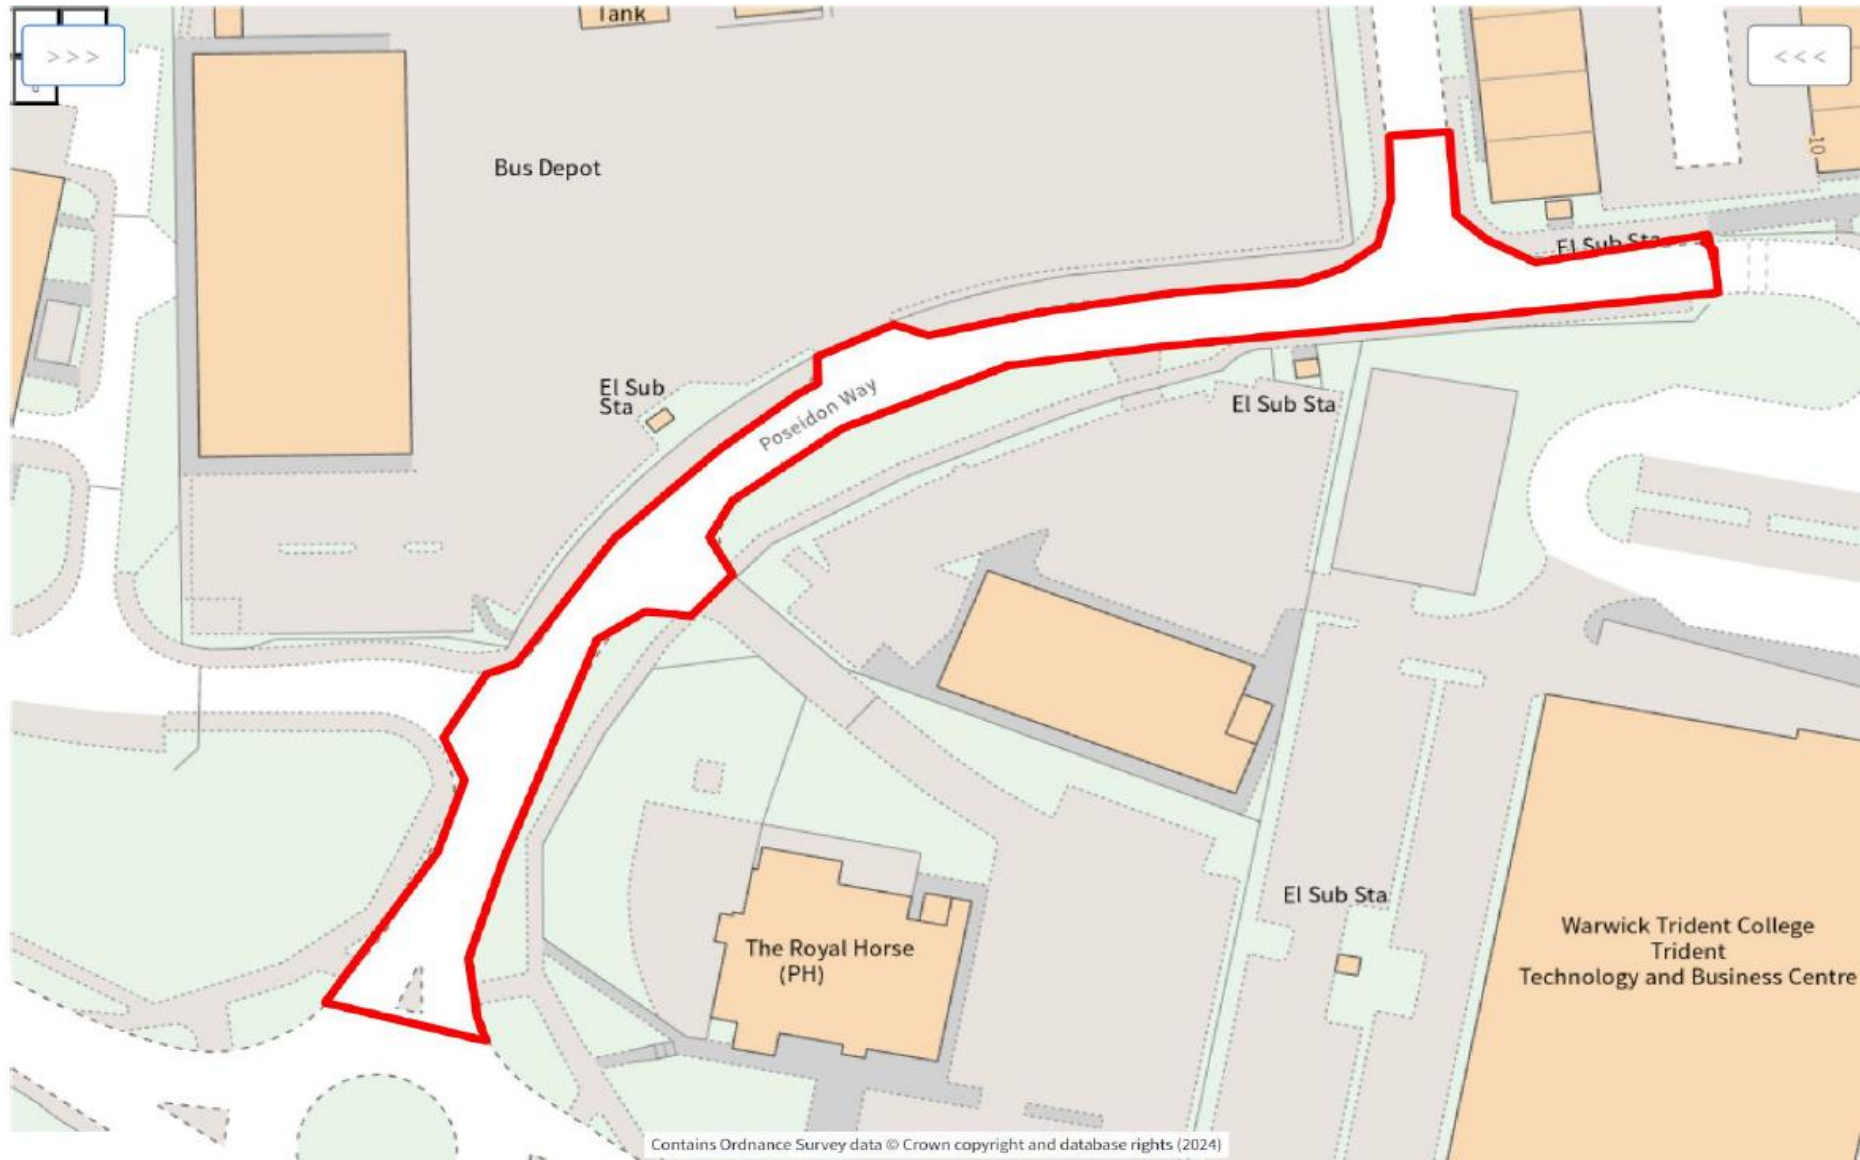 Tank
> > >
< < <
Bus Depot
10
El Sub Sta
El Sub
Sta
Poseidon Way
El Sub Sta
El Sub Sta
Warwick Trident College
Trident
Technology and Business Centre
The Royal Horse
(PH)
Contains Ordnance Survey data © Crown copyright and database rights (2024)